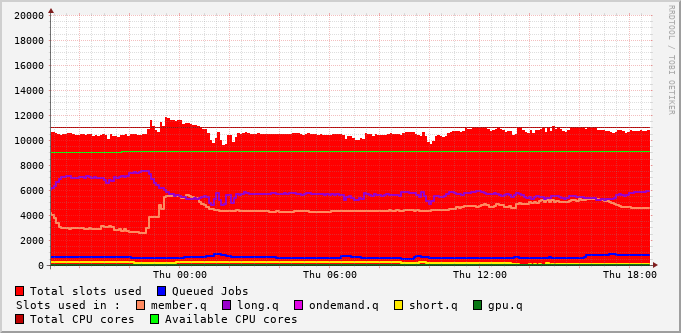 20000
18000
16000
14000
12000
10000
8000
6000
4000
2000
0
Thu 00:00 Thu 06:00 Thu 12:00 Thu 18:00
RRDTOOL / TOBI OETIKER
Total slots used Queued Jobs
Slots used in : member.q long.q ondemand.q short.q gpu.q
Total CPU cores Available CPU cores